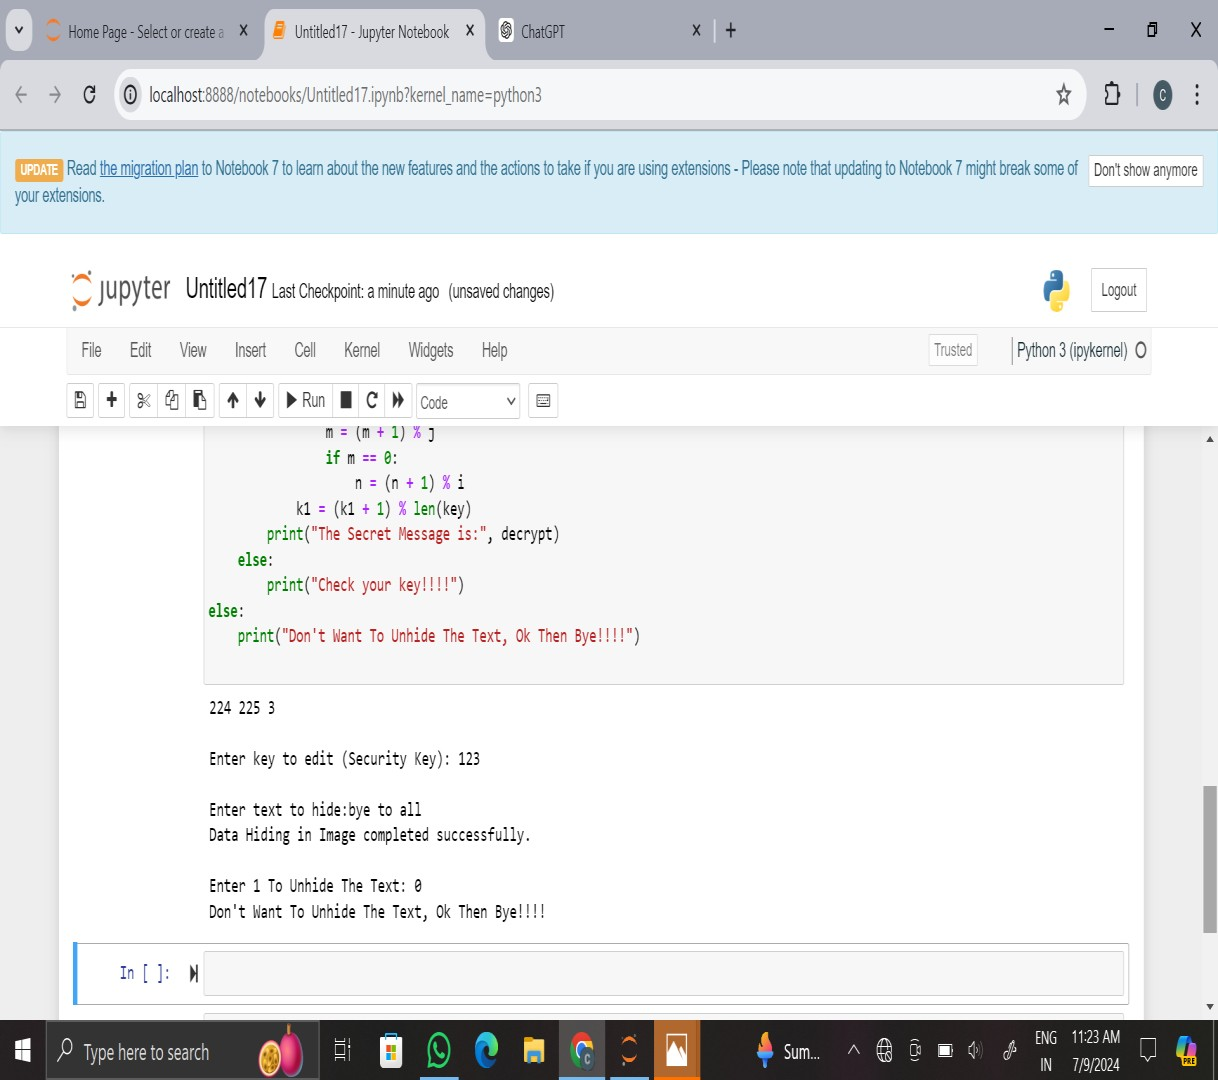 Home Page - Select or create a
Untitled17 - Jupyter Notebook
ChatGPT
localhost:8888/notebooks/Untitled17.ipynb?kernel_name=python3
C
UPDATE Read the migration plan to Notebook 7 to learn about the new features and the actions to take if you are using extensions - Please note that updating to Notebook 7 might break some of
your extensions.
Don't show anymore
jupyter Untitled17 Last Checkpoint: a minute ago (unsaved changes)
Logout
File Edit View Insert Cell Kernel Widgets Help
Trusted
Python 3 (ipykernel)
Run
Code
m = (m + 1) % j
if m == 0:
n = (n + 1) % i
k1 = (k1 + 1) % len(key)
print("The Secret Message is:", decrypt)
else:
print("Check your key!!!!")
else:
print("Don't Want To Unhide The Text, Ok Then Bye!!!!")
224 225 3
Enter key to edit (Security Key): 123
Enter text to hide:bye to all
Data Hiding in Image completed successfully.
Enter 1 To Unhide The Text: 0
Don't Want To Unhide The Text, Ok Then Bye!!!!
In [ ]:
Type here to search
C
Sum...
ENG
IN
11:23 AM
7/9/2024
PRE